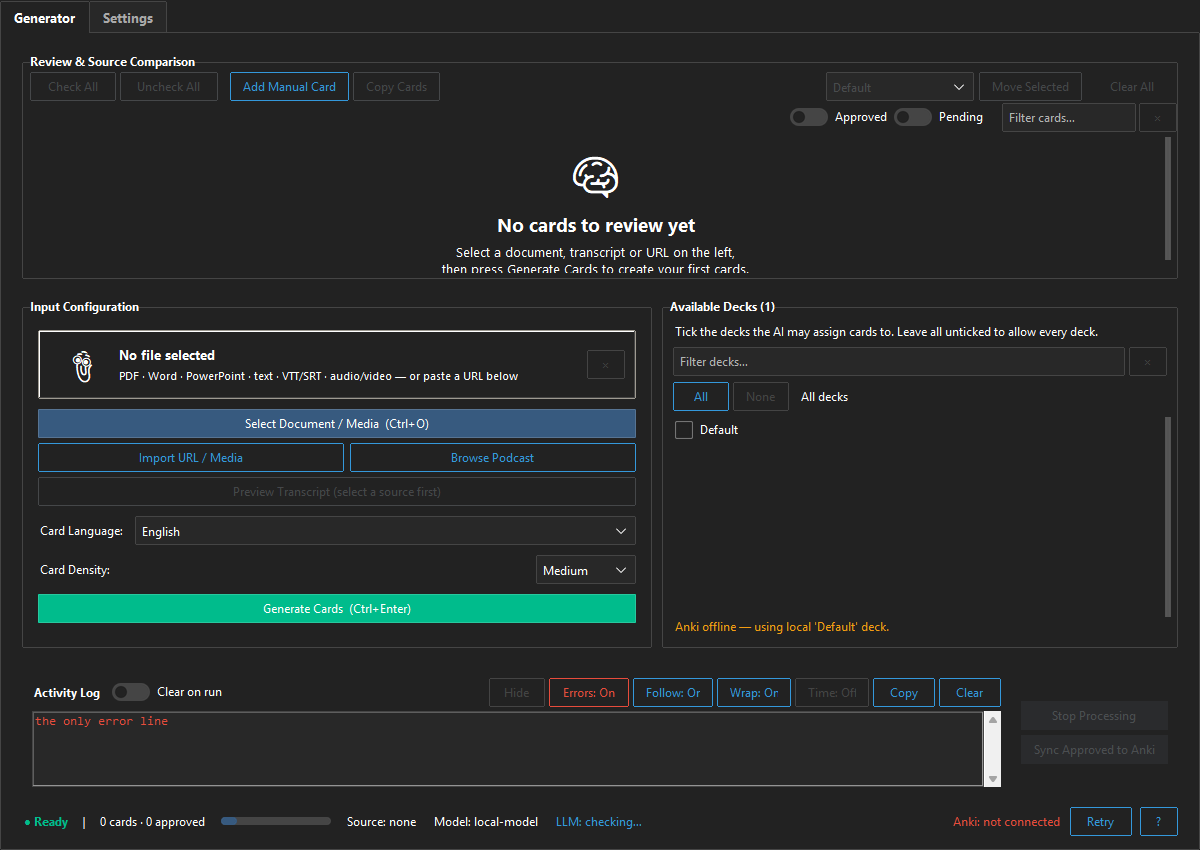 Generator Settings
Review & Source Comparison
Check All Uncheck All Add Manual Card Copy Cards Default Move Selected Clear All
Approved Pending Filter cards... ×
No cards to review yet
Select a document, transcript or URL on the left,
then press Generate Cards to create your first cards.
Input Configuration
No file selected
PDF · Word · PowerPoint · text · VTT/SRT · audio/video — or paste a URL below
×
Select Document / Media (Ctrl+O)
Import URL / Media Browse Podcast
Preview Transcript (select a source first)
Card Language: English
Card Density: Medium
Generate Cards (Ctrl+Enter)
Available Decks (1)
Tick the decks the AI may assign cards to. Leave all unticked to allow every deck.
Filter decks... ×
All None All decks
Default
Anki offline — using local 'Default' deck.
Activity Log Clear on run Hide Errors: On Follow: Or Wrap: Or Time: Off Copy Clear
the only error line
Stop Processing
Sync Approved to Anki
● Ready | 0 cards · 0 approved Source: none Model: local-model LLM: checking... Anki: not connected Retry ?